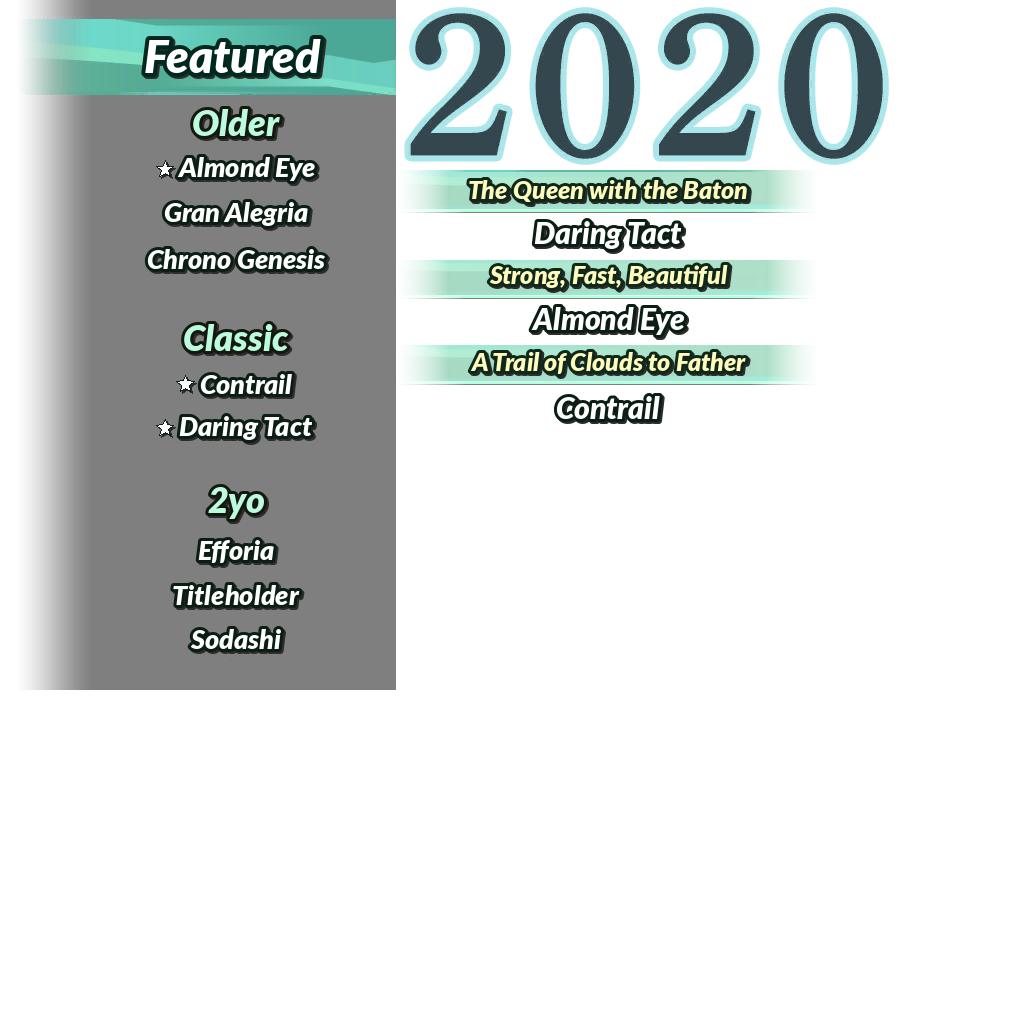 Featured
Older
☆ Almond Eye
Gran Alegria
Chrono Genesis
Classic
☆ Contrail
☆ Daring Tact
2yo
Efforia
Titleholder
Sodashi
2020
The Queen with the Baton
Daring Tact
Strong, Fast, Beautiful
Almond Eye
A Trail of Clouds to Father
Contrail